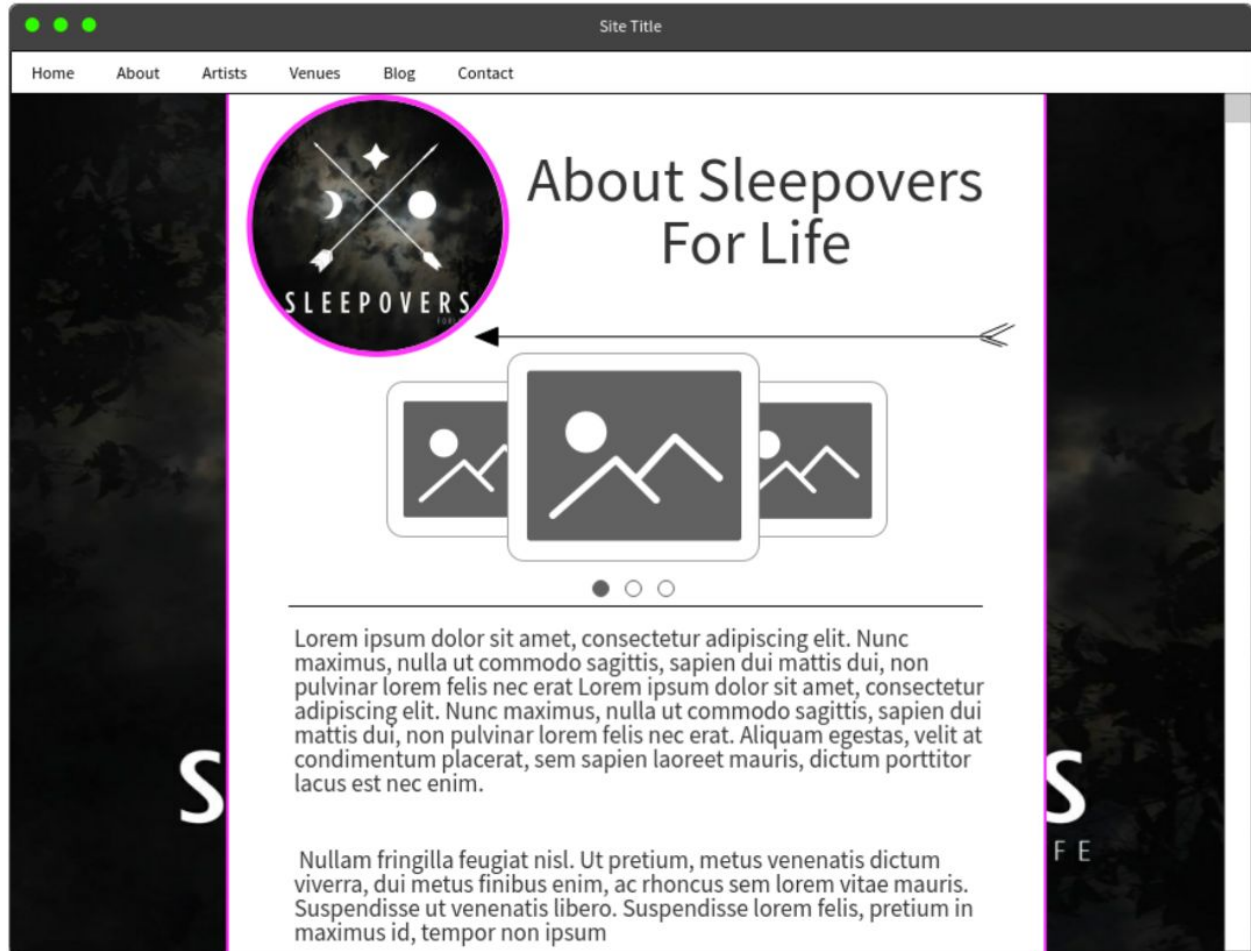 Site Title
Home About Artists Venues Blog Contact
About Sleepovers
For Life
SLEEPOVERS
Lorem ipsum dolor sit amet, consectetur adipiscing elit. Nunc
maximus, nulla ut commodo sagittis, sapien dui mattis dui, non
pulvinar lorem felis nec erat Lorem ipsum dolor sit amet, consectetur
adipiscing elit. Nunc maximus, nulla ut commodo sagittis, sapien dui
mattis dui, non pulvinar lorem felis nec erat. Aliquam egestas, velit at
condimentum placerat, sem sapien laoreet mauris, dictum porttitor
lacus est nec enim.
S S
F E
Nullam fringilla feugiat nisl. Ut pretium, metus venenatis dictum
viverra, dui metus finibus enim, ac rhoncus sem lorem vitae mauris.
Suspendisse ut venenatis libero. Suspendisse lorem felis, pretium in
maximus id, tempor non ipsum